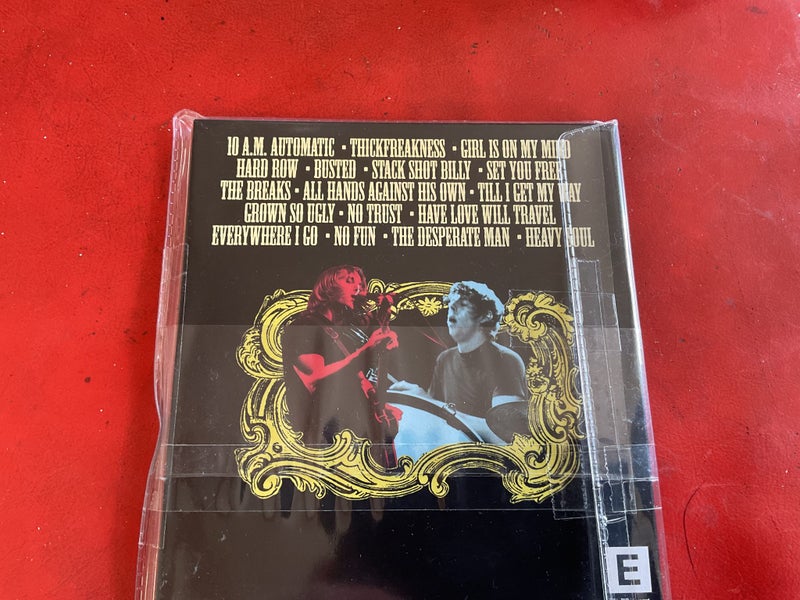 10 A.M. AUTOMATIC • THICKFREAKNESS • GIRL IS ON MY MIND
HARD ROW • BUSTED • STACK SHOT BILLY • SET YOU FREE
THE BREAKS • ALL HANDS AGAINST HIS OWN • TILL I GET MY WAY
GROWN SO UGLY • NO TRUST • HAVE LOVE WILL TRAVEL
EVERYWHERE I GO • NO FUN • THE DESPERATE MAN • HEAVY SOUL
E